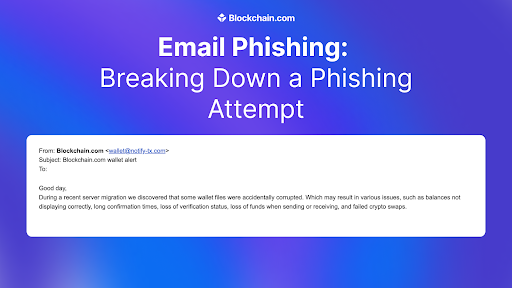 Blockchain.com
Email Phishing:
Breaking Down a Phishing
Attempt
From: Blockchain.com <wallet@notify-tx.com>
Subject: Blockchain.com wallet alert
To:
Good day,
During a recent server migration we discovered that some wallet files were accidentally corrupted. Which may result in various issues, such as balances not
displaying correctly, long confirmation times, loss of verification status, loss of funds when sending or receiving, and failed crypto swaps.